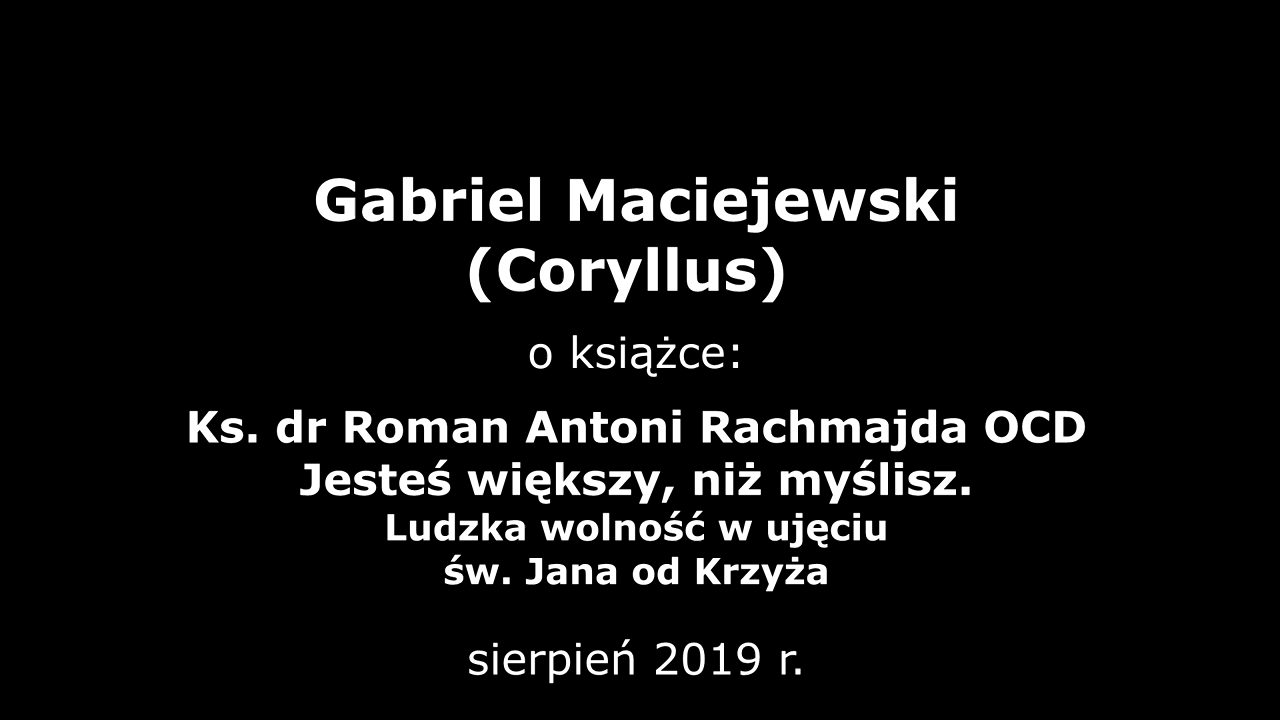 Gabriel Maciejewski
(Coryllus)
o książce:
Ks. dr Roman Antoni Rachmajda OCD
Jesteś większy, niż myślisz.
Ludzka wolność w ujęciu
św. Jana od Krzyża
sierpień 2019 r.